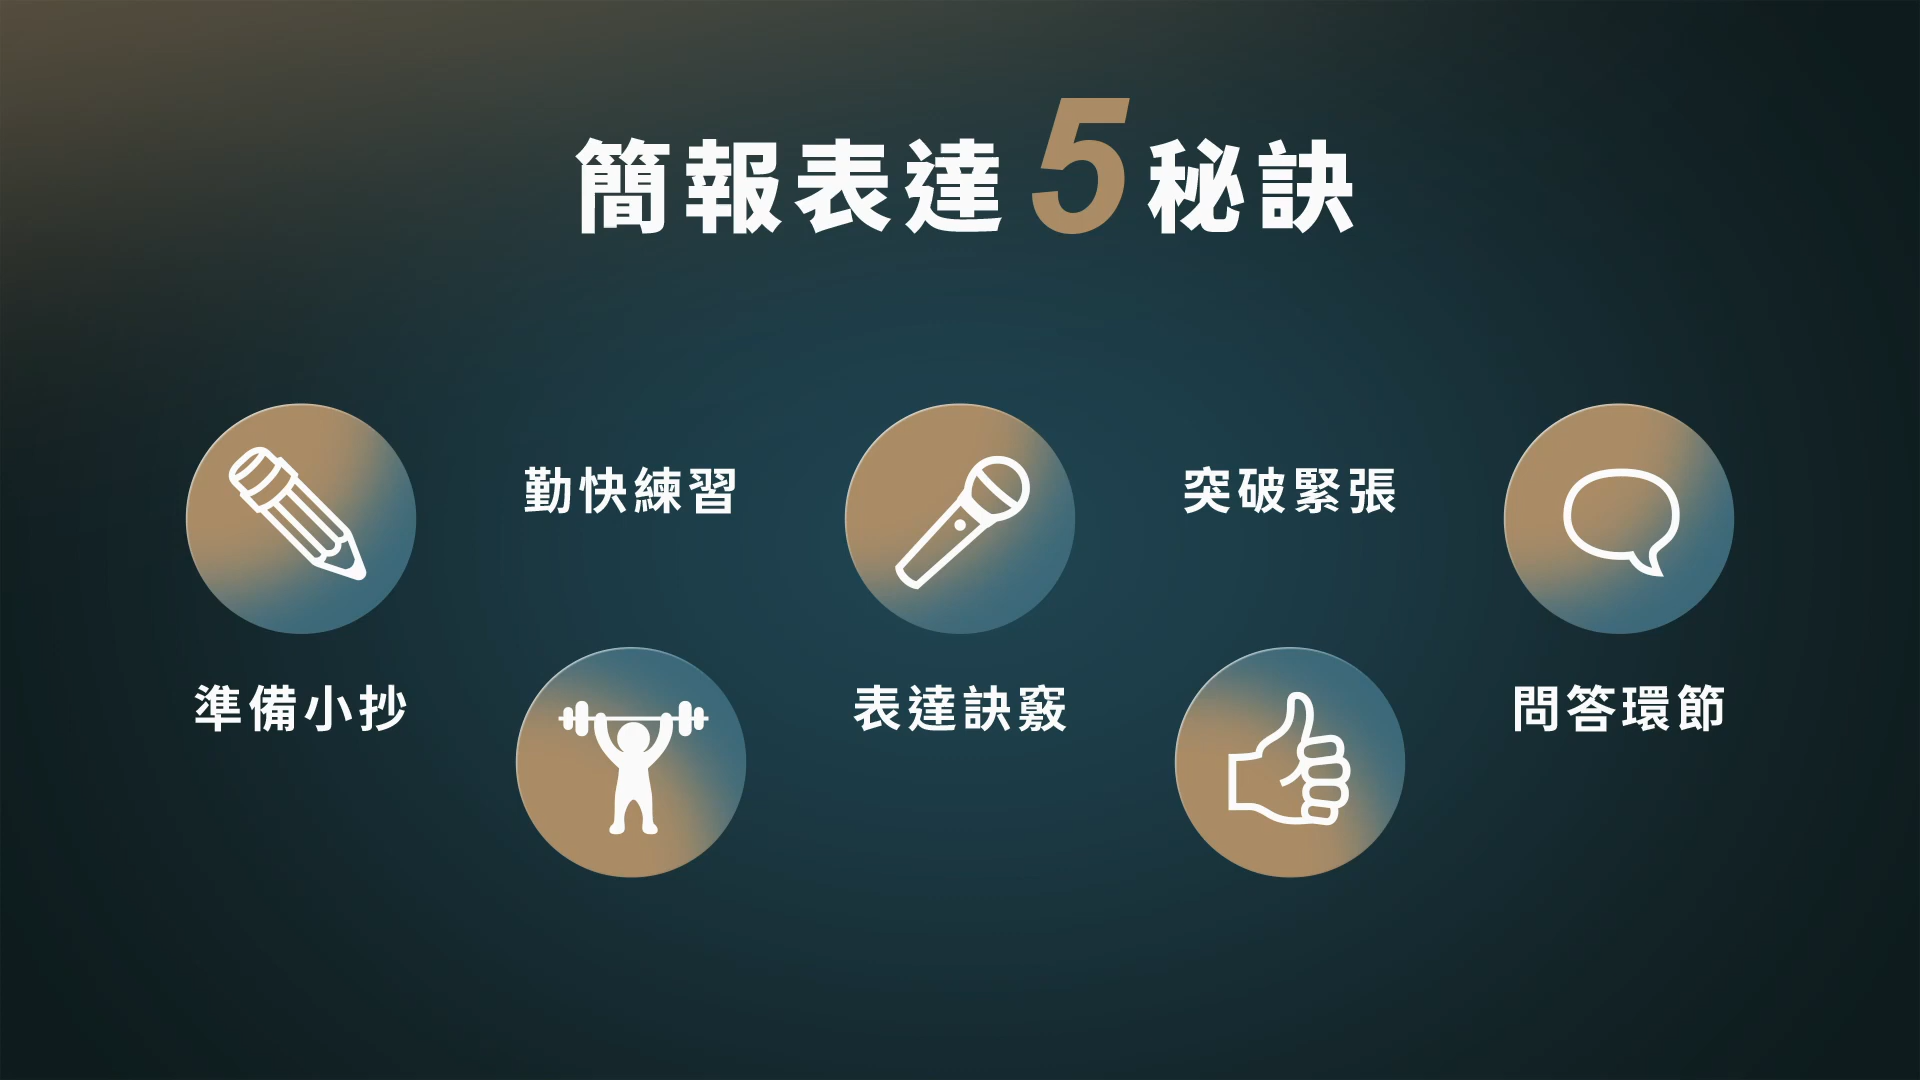 簡報表達5秘訣
準備小抄
勤快練習
表達訣竅
突破緊張
問答環節